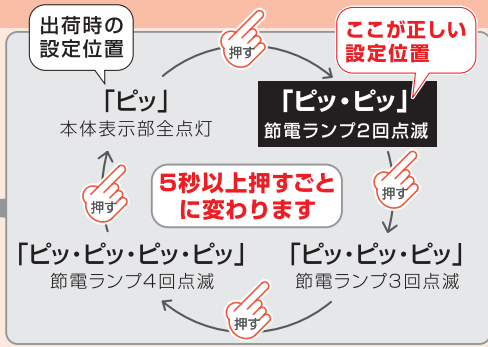 出荷時の
設定位置
押す
ここが正しい
設定位置
「ピッ」
本体表示部全点灯
「ピッ・ピッ」
節電ランプ2回点滅
押す
5秒以上押すごと
に変わります
押す
「ピッ・ピッ・ピッ・ピッ」
節電ランプ4回点滅
「ピッ・ピッ・ピッ」
節電ランプ3回点滅
押す